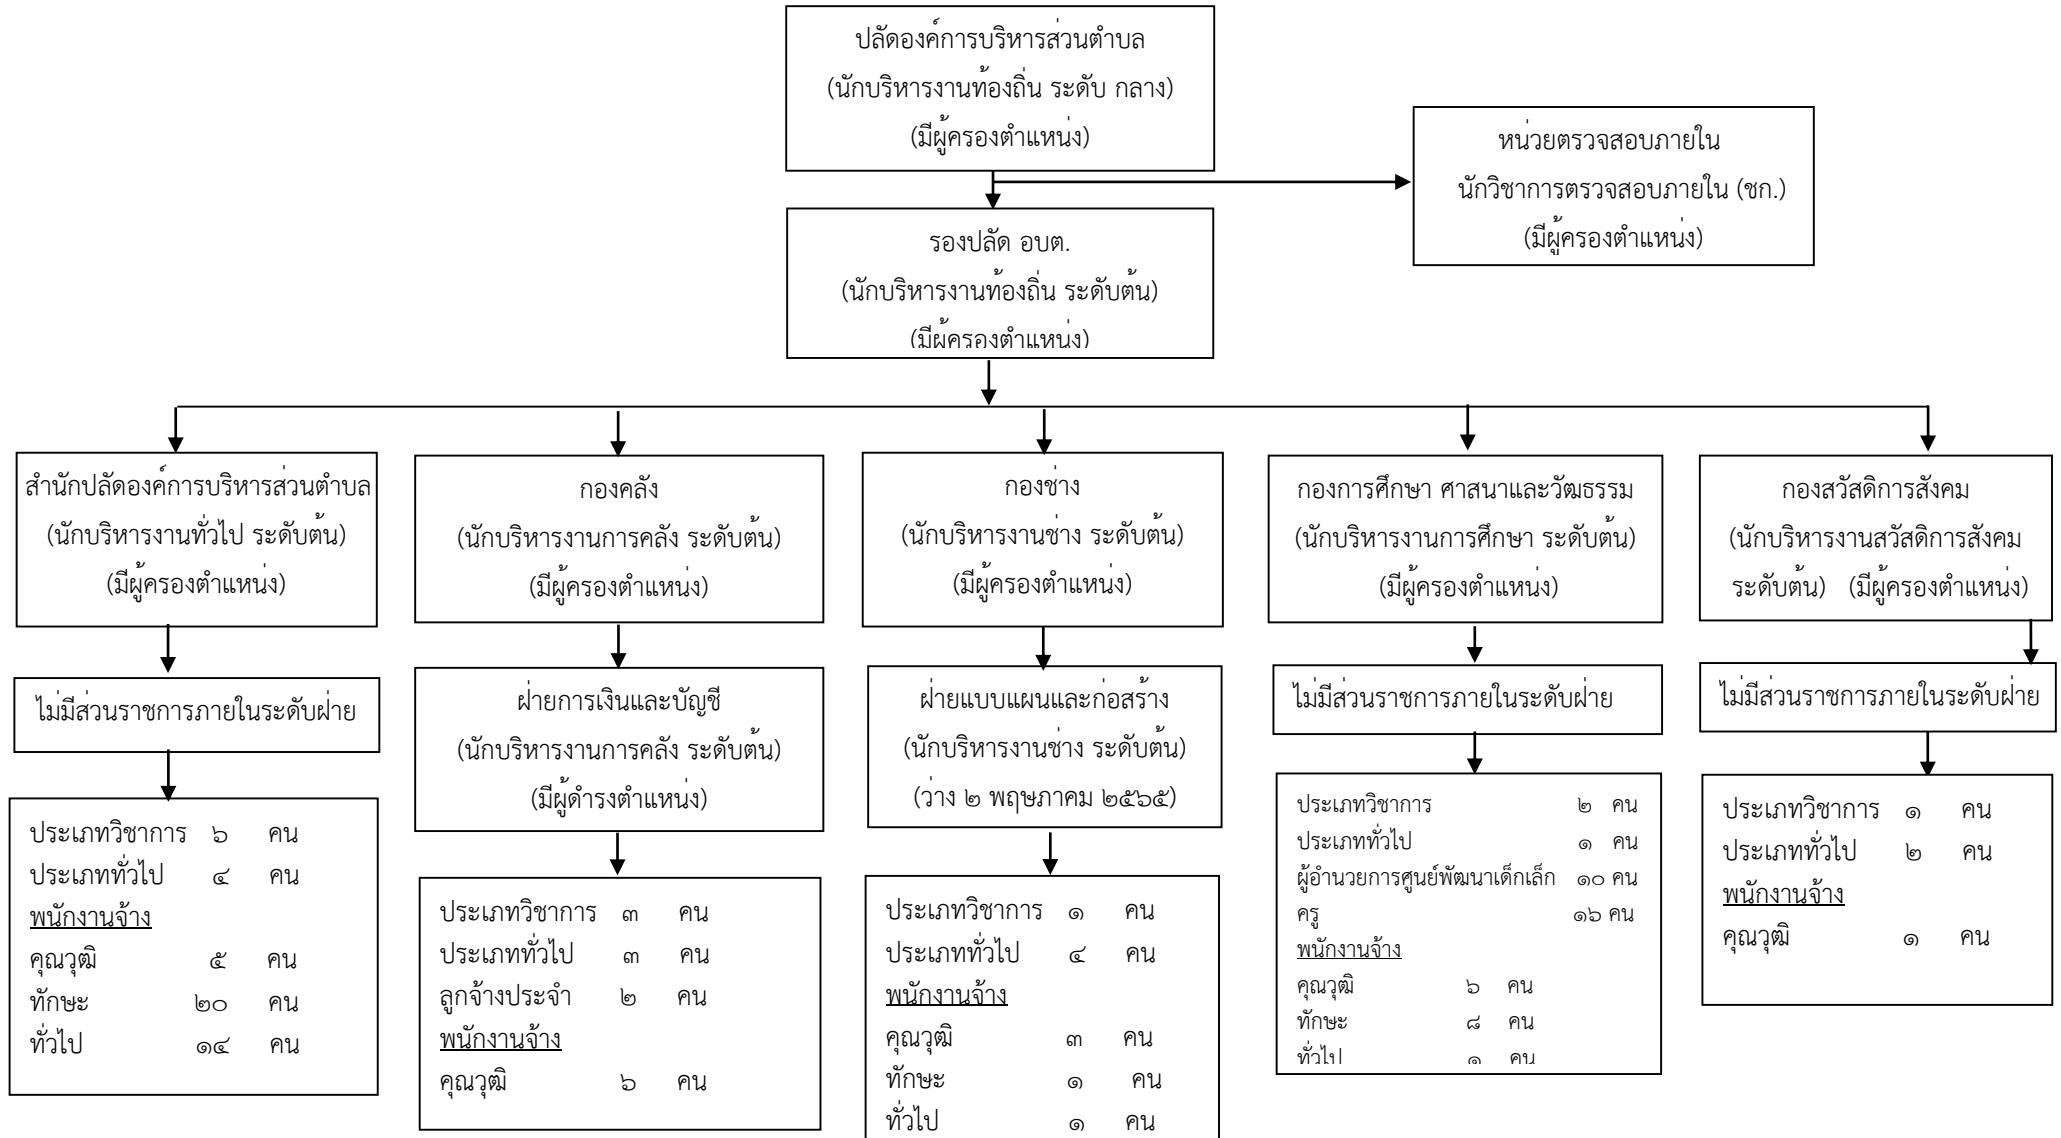 ปลัดองค์การบริหารส่วนตำบล
(นักบริหารงานท้องถิ่น ระดับ กลาง)
(มีผู้ครองตำแหน่ง)
หน่วยตรวจสอบภายใน
นักวิชาการตรวจสอบภายใน (ชก.)
(มีผู้ครองตำแหน่ง)
รองปลัด อบต.
(นักบริหารงานท้องถิ่น ระดับต้น)
(มีผู้ครองตำแหน่ง)
สำนักปลัดองค์การบริหารส่วนตำบล
(นักบริหารงานทั่วไป ระดับต้น)
(มีผู้ครองตำแหน่ง)
ไม่มีส่วนราชการภายในระดับฝ่าย
ประเภทวิชาการ ๖ คน
ประเภททั่วไป ๔ คน
พนักงานจ้าง
คุณวุฒิ ๕ คน
ทักษะ ๒๐ คน
ทั่วไป ๑๔ คน
กองคลัง
(นักบริหารงานการคลัง ระดับต้น)
(มีผู้ครองตำแหน่ง)
ฝ่ายการเงินและบัญชี
(นักบริหารงานการคลัง ระดับต้น)
(มีผู้ดำรงตำแหน่ง)
ประเภทวิชาการ ๓ คน
ประเภททั่วไป ๓ คน
ลูกจ้างประจำ ๒ คน
พนักงานจ้าง
คุณวุฒิ ๖ คน
กองช่าง
(นักบริหารงานช่าง ระดับต้น)
(มีผู้ครองตำแหน่ง)
ฝ่ายแบบแผนและก่อสร้าง
(นักบริหารงานช่าง ระดับต้น)
(ว่าง ๒ พฤษภาคม ๒๕๖๕)
ประเภทวิชาการ ๑ คน
ประเภททั่วไป ๔ คน
พนักงานจ้าง
คุณวุฒิ ๓ คน
ทักษะ ๑ คน
ทั่วไป ๑ คน
กองการศึกษา ศาสนาและวัฒธรรม
(นักบริหารงานการศึกษา ระดับต้น)
(มีผู้ครองตำแหน่ง)
ไม่มีส่วนราชการภายในระดับฝ่าย
ประเภทวิชาการ ๒ คน
ประเภททั่วไป ๑ คน
ผู้อำนวยการศูนย์พัฒนาเด็กเล็ก ๑๐ คน
ครู ๑๖ คน
พนักงานจ้าง
คุณวุฒิ ๖ คน
ทักษะ ๘ คน
ทั่วไป ๑ คน
กองสวัสดิการสังคม
(นักบริหารงานสวัสดิการสังคม
ระดับต้น) (มีผู้ครองตำแหน่ง)
ไม่มีส่วนราชการภายในระดับฝ่าย
ประเภทวิชาการ ๑ คน
ประเภททั่วไป ๒ คน
พนักงานจ้าง
คุณวุฒิ ๑ คน